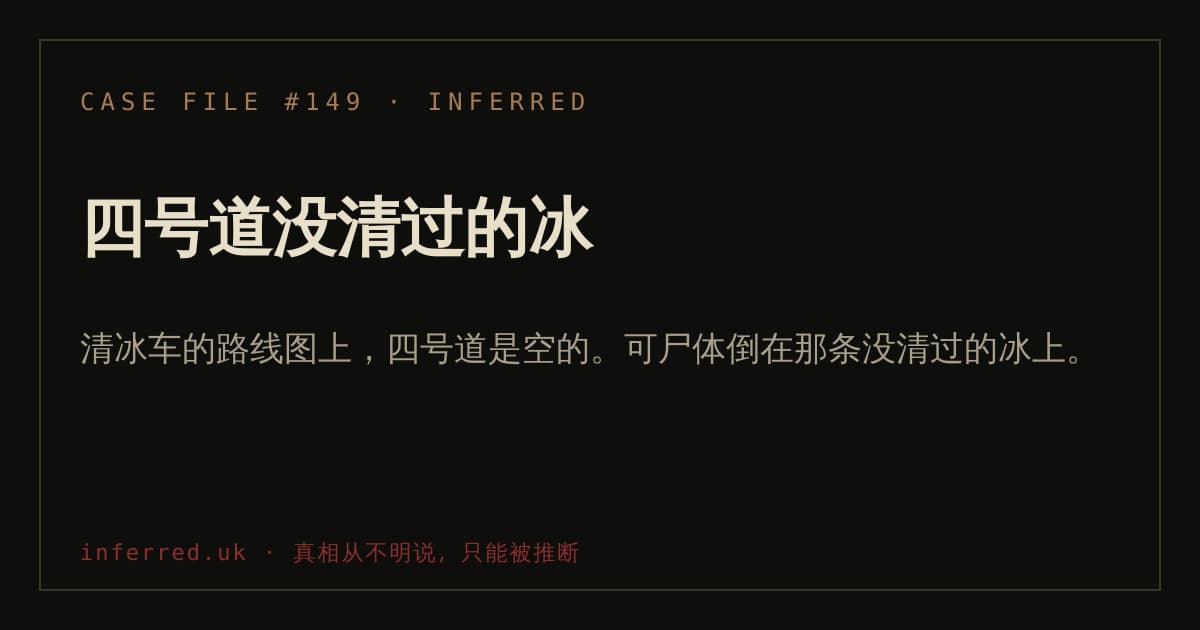 CASE FILE #149 · INFERRED
四号道没清过的冰
清冰车的路线图上，四号道是空的。可尸体倒在那条没清过的冰上。
inferred.uk · 真相从不明说，只能被推断